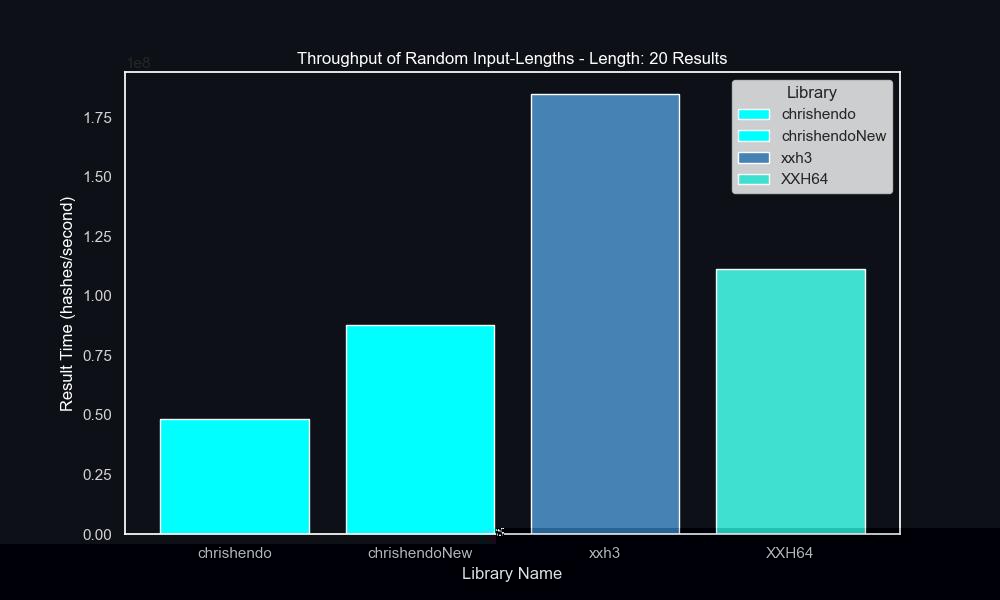 Throughput of Random Input-Lengths - Length: 20 Results
1e8
Result Time (hashes/second)
1.75
1.50
1.25
1.00
0.75
0.50
0.25
0.00
Library
chrishendo
chrishendoNew
xxh3
XXH64
chrishendo
chrishendoNew
xxh3
XXH64
Library Name